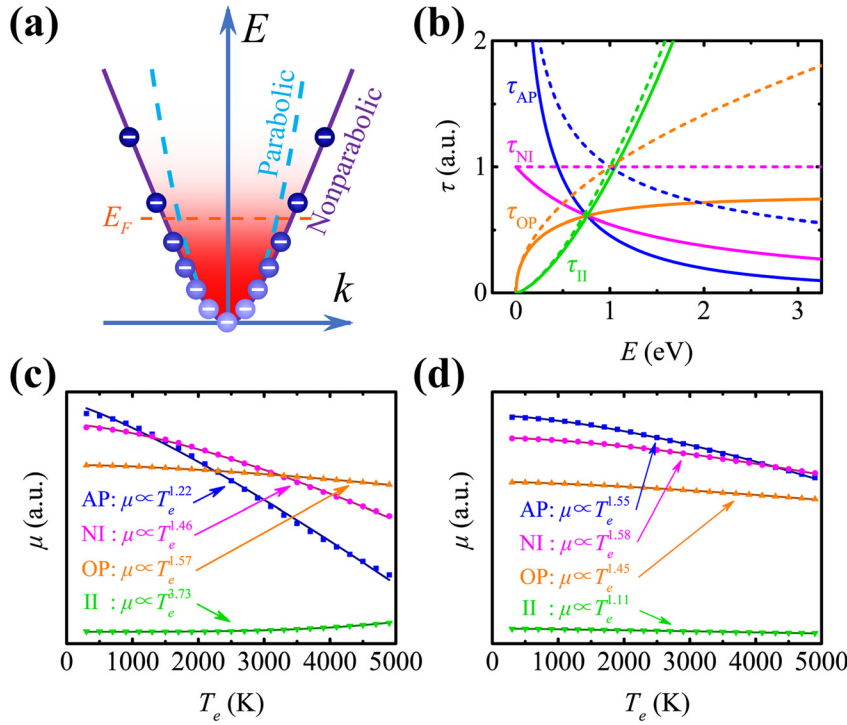 (a)
E
Parabolic
Nonparabolic
E_F
k
(b)
2
1
0
τ (a.u.)
τ_AP
τ_NI
τ_OP
τ_II
0 1 2 3
E (eV)
(c)
μ (a.u.)
AP: μ∝T_e^1.22
NI : μ∝T_e^1.46
OP: μ∝T_e^1.57
II : μ∝T_e^3.73
0 1000 2000 3000 4000 5000
T_e (K)
(d)
μ (a.u.)
AP: μ∝T_e^1.55
NI : μ∝T_e^1.58
OP: μ∝T_e^1.45
II : μ∝T_e^1.11
0 1000 2000 3000 4000 5000
T_e (K)